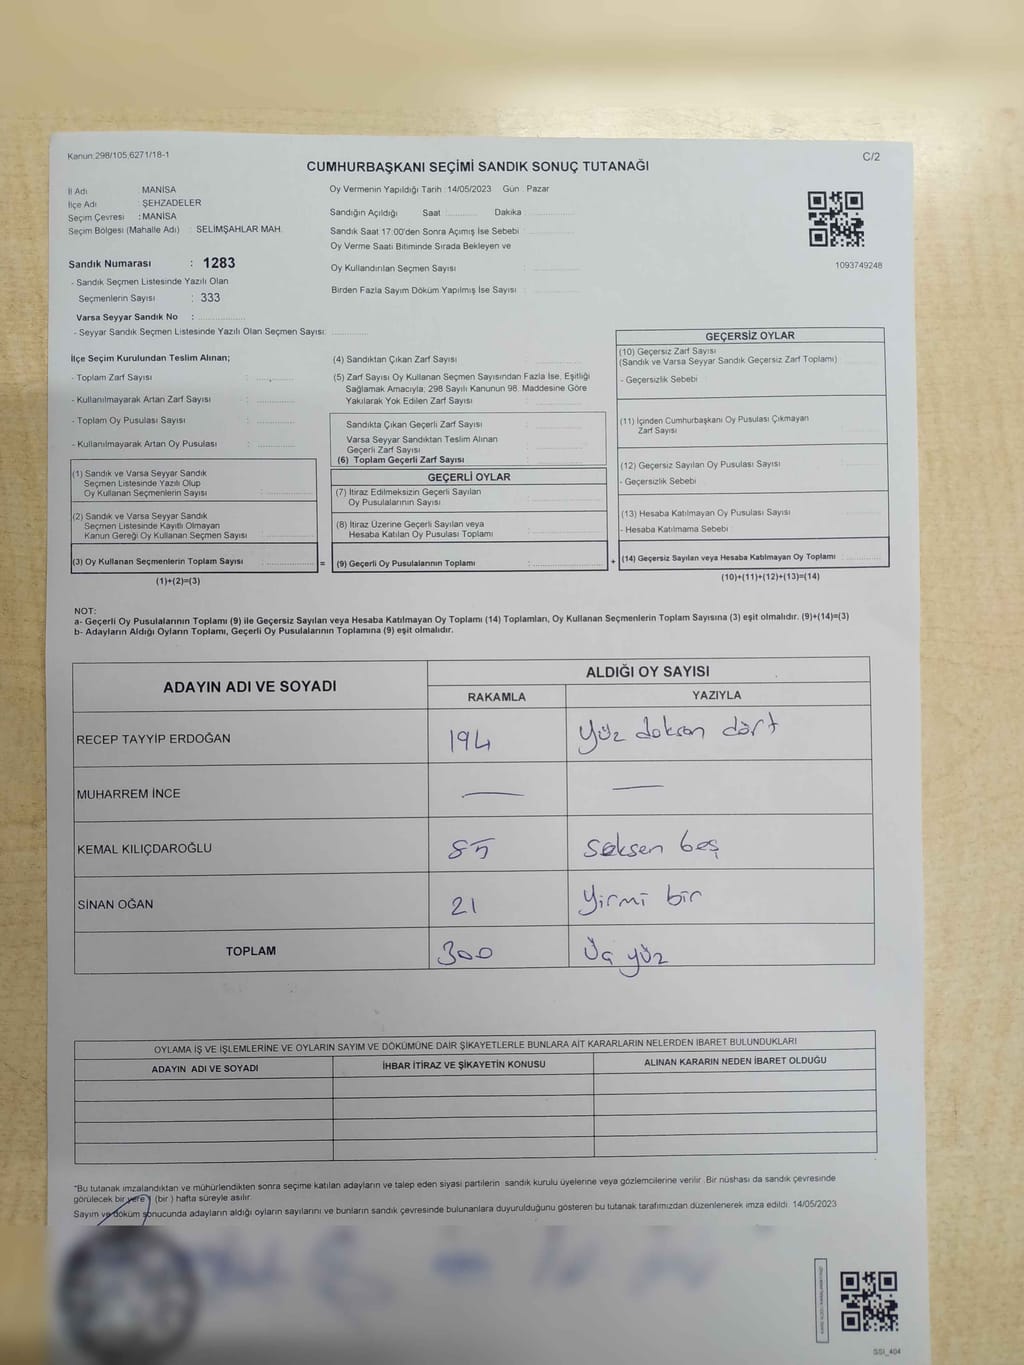 Kanun:298/105,6271/18-1
C/2
CUMHURBAŞKANI SEÇİMİ SANDIK SONUÇ TUTANAĞI
İl Adı : MANİSA
İlçe Adı : ŞEHZADELER
Seçim Çevresi : MANİSA
Seçim Bölgesi (Mahalle Adı) : SELİMŞAHLAR MAH.
Sandık Numarası : 1283
- Sandık Seçmen Listesinde Yazılı Olan
Seçmenlerin Sayısı : 333
Varsa Seyyar Sandık No : ....................
- Seyyar Sandık Seçmen Listesinde Yazılı Olan Seçmen Sayısı: ...............
Oy Vermenin Yapıldığı Tarih : 14/05/2023 Gün : Pazar
Sandığın Açıldığı Saat ............. Dakika ..................
Sandık Saat 17:00'den Sonra Açımış İse Sebebi : ..................
Oy Verme Saati Bitiminde Sırada Bekleyen ve
Oy Kullandırılan Seçmen Sayısı : ..................
Birden Fazla Sayım Döküm Yapılmış İse Sayısı : ..................
1093749248
İlçe Seçim Kurulundan Teslim Alınan;
- Toplam Zarf Sayısı : ...............
- Kullanılmayarak Artan Zarf Sayısı : ...............
- Toplam Oy Pusulası Sayısı : ...............
- Kullanılmayarak Artan Oy Pusulası : ...............
(1) Sandık ve Varsa Seyyar Sandık
Seçmen Listesinde Yazılı Olup
Oy Kullanan Seçmenlerin Sayısı : ...............
(2) Sandık ve Varsa Seyyar Sandık
Seçmen Listesinde Kayıtlı Olmayan
Kanun Gereği Oy Kullanan Seçmen Sayısı : ...............
(3) Oy Kullanan Seçmenlerin Toplam Sayısı : ...............
(1)+(2)=(3)
=
(4) Sandıktan Çıkan Zarf Sayısı : ...............
(5) Zarf Sayısı Oy Kullanan Seçmen Sayısından Fazla İse, Eşitliği
Sağlamak Amacıyla; 298 Sayılı Kanunun 98. Maddesine Göre
Yakılarak Yok Edilen Zarf Sayısı : ...............
Sandıkta Çıkan Geçerli Zarf Sayısı : ...............
Varsa Seyyar Sandıktan Teslim Alınan
Geçerli Zarf Sayısı : ...............
(6) Toplam Geçerli Zarf Sayısı : ...............
GEÇERLİ OYLAR
(7) İtiraz Edilmeksizin Geçerli Sayılan
Oy Pusulalarının Sayısı : ...............
(8) İtiraz Üzerine Geçerli Sayılan veya
Hesaba Katılan Oy Pusulası Toplamı : ...............
(9) Geçerli Oy Pusulalarının Toplamı : ...............
+
GEÇERSİZ OYLAR
(10) Geçersiz Zarf Sayısı
(Sandık ve Varsa Seyyar Sandık Geçersiz Zarf Toplamı) : ...............
- Geçersizlik Sebebi :
(11) İçinden Cumhurbaşkanı Oy Pusulası Çıkmayan
Zarf Sayısı : ...............
(12) Geçersiz Sayılan Oy Pusulası Sayısı : ...............
- Geçersizlik Sebebi :
(13) Hesaba Katılmayan Oy Pusulası Sayısı : ...............
- Hesaba Katılmama Sebebi :
(14) Geçersiz Sayılan veya Hesaba Katılmayan Oy Toplamı : ...............
(10)+(11)+(12)+(13)=(14)
NOT:
a- Geçerli Oy Pusulalarının Toplamı (9) ile Geçersiz Sayılan veya Hesaba Katılmayan Oy Toplamı (14) Toplamları, Oy Kullanan Seçmenlerin Toplam Sayısına (3) eşit olmalıdır. (9)+(14)=(3)
b- Adayların Aldığı Oyların Toplamı, Geçerli Oy Pusulalarının Toplamına (9) eşit olmalıdır.
ADAYIN ADI VE SOYADI
ALDIĞI OY SAYISI
RAKAMLA YAZIYLA
RECEP TAYYİP ERDOĞAN 194 Yüz doksan dört
MUHARREM İNCE — —
KEMAL KILIÇDAROĞLU 85 Seksen beş
SİNAN OĞAN 21 Yirmi bir
TOPLAM 300 Üç yüz
OYLAMA İŞ VE İŞLEMLERİNE VE OYLARIN SAYIM VE DÖKÜMÜNE DAİR ŞİKAYETLERLE BUNLARA AİT KARARLARIN NELERDEN İBARET BULUNDUKLARI
ADAYIN ADI VE SOYADI İHBAR İTİRAZ VE ŞİKAYETİN KONUSU ALINAN KARARIN NEDEN İBARET OLDUĞU
*Bu tutanak imzalandıktan ve mühürlendikten sonra seçime katılan adayların ve talep eden siyasi partilerin sandık kurulu üyelerine veya gözlemcilerine verilir. Bir nüshası da sandık çevresinde
görülecek bir yere 1 (bir) hafta süreyle asılır.
Sayım ve döküm sonucunda adayların aldığı oyların sayılarını ve bunların sandık çevresinde bulunanlara duyurulduğunu gösteren bu tutanak tarafımızdan düzenlenerek imza edildi. 14/05/2023
SSI_404